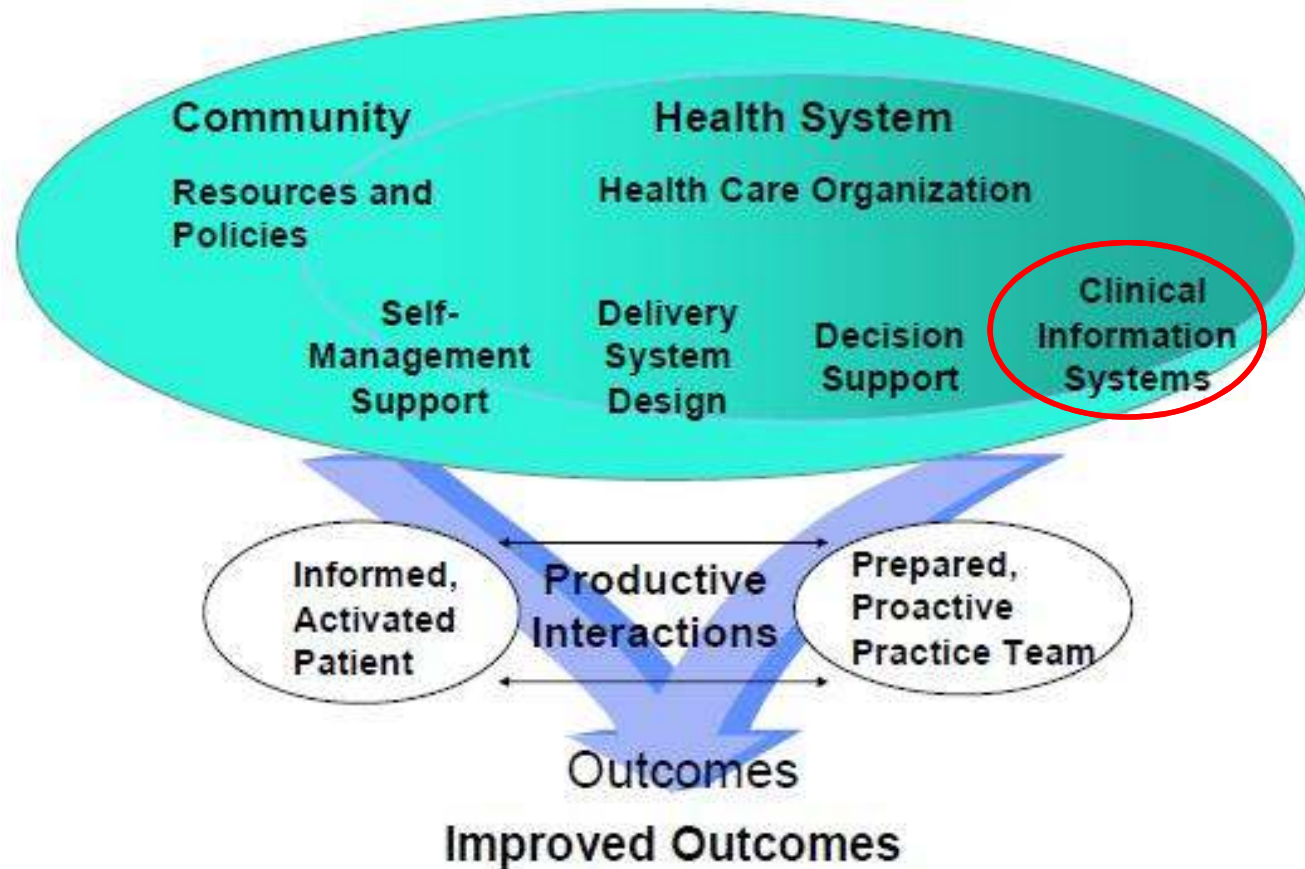 Community
Health System
Resources and
Policies
Health Care Organization
Self-
Management
Support
Delivery
System
Design
Decision
Support
Clinical
Information
Systems
Informed,
Activated
Patient
Productive
Interactions
Prepared,
Proactive
Practice Team
Outcomes
Improved Outcomes